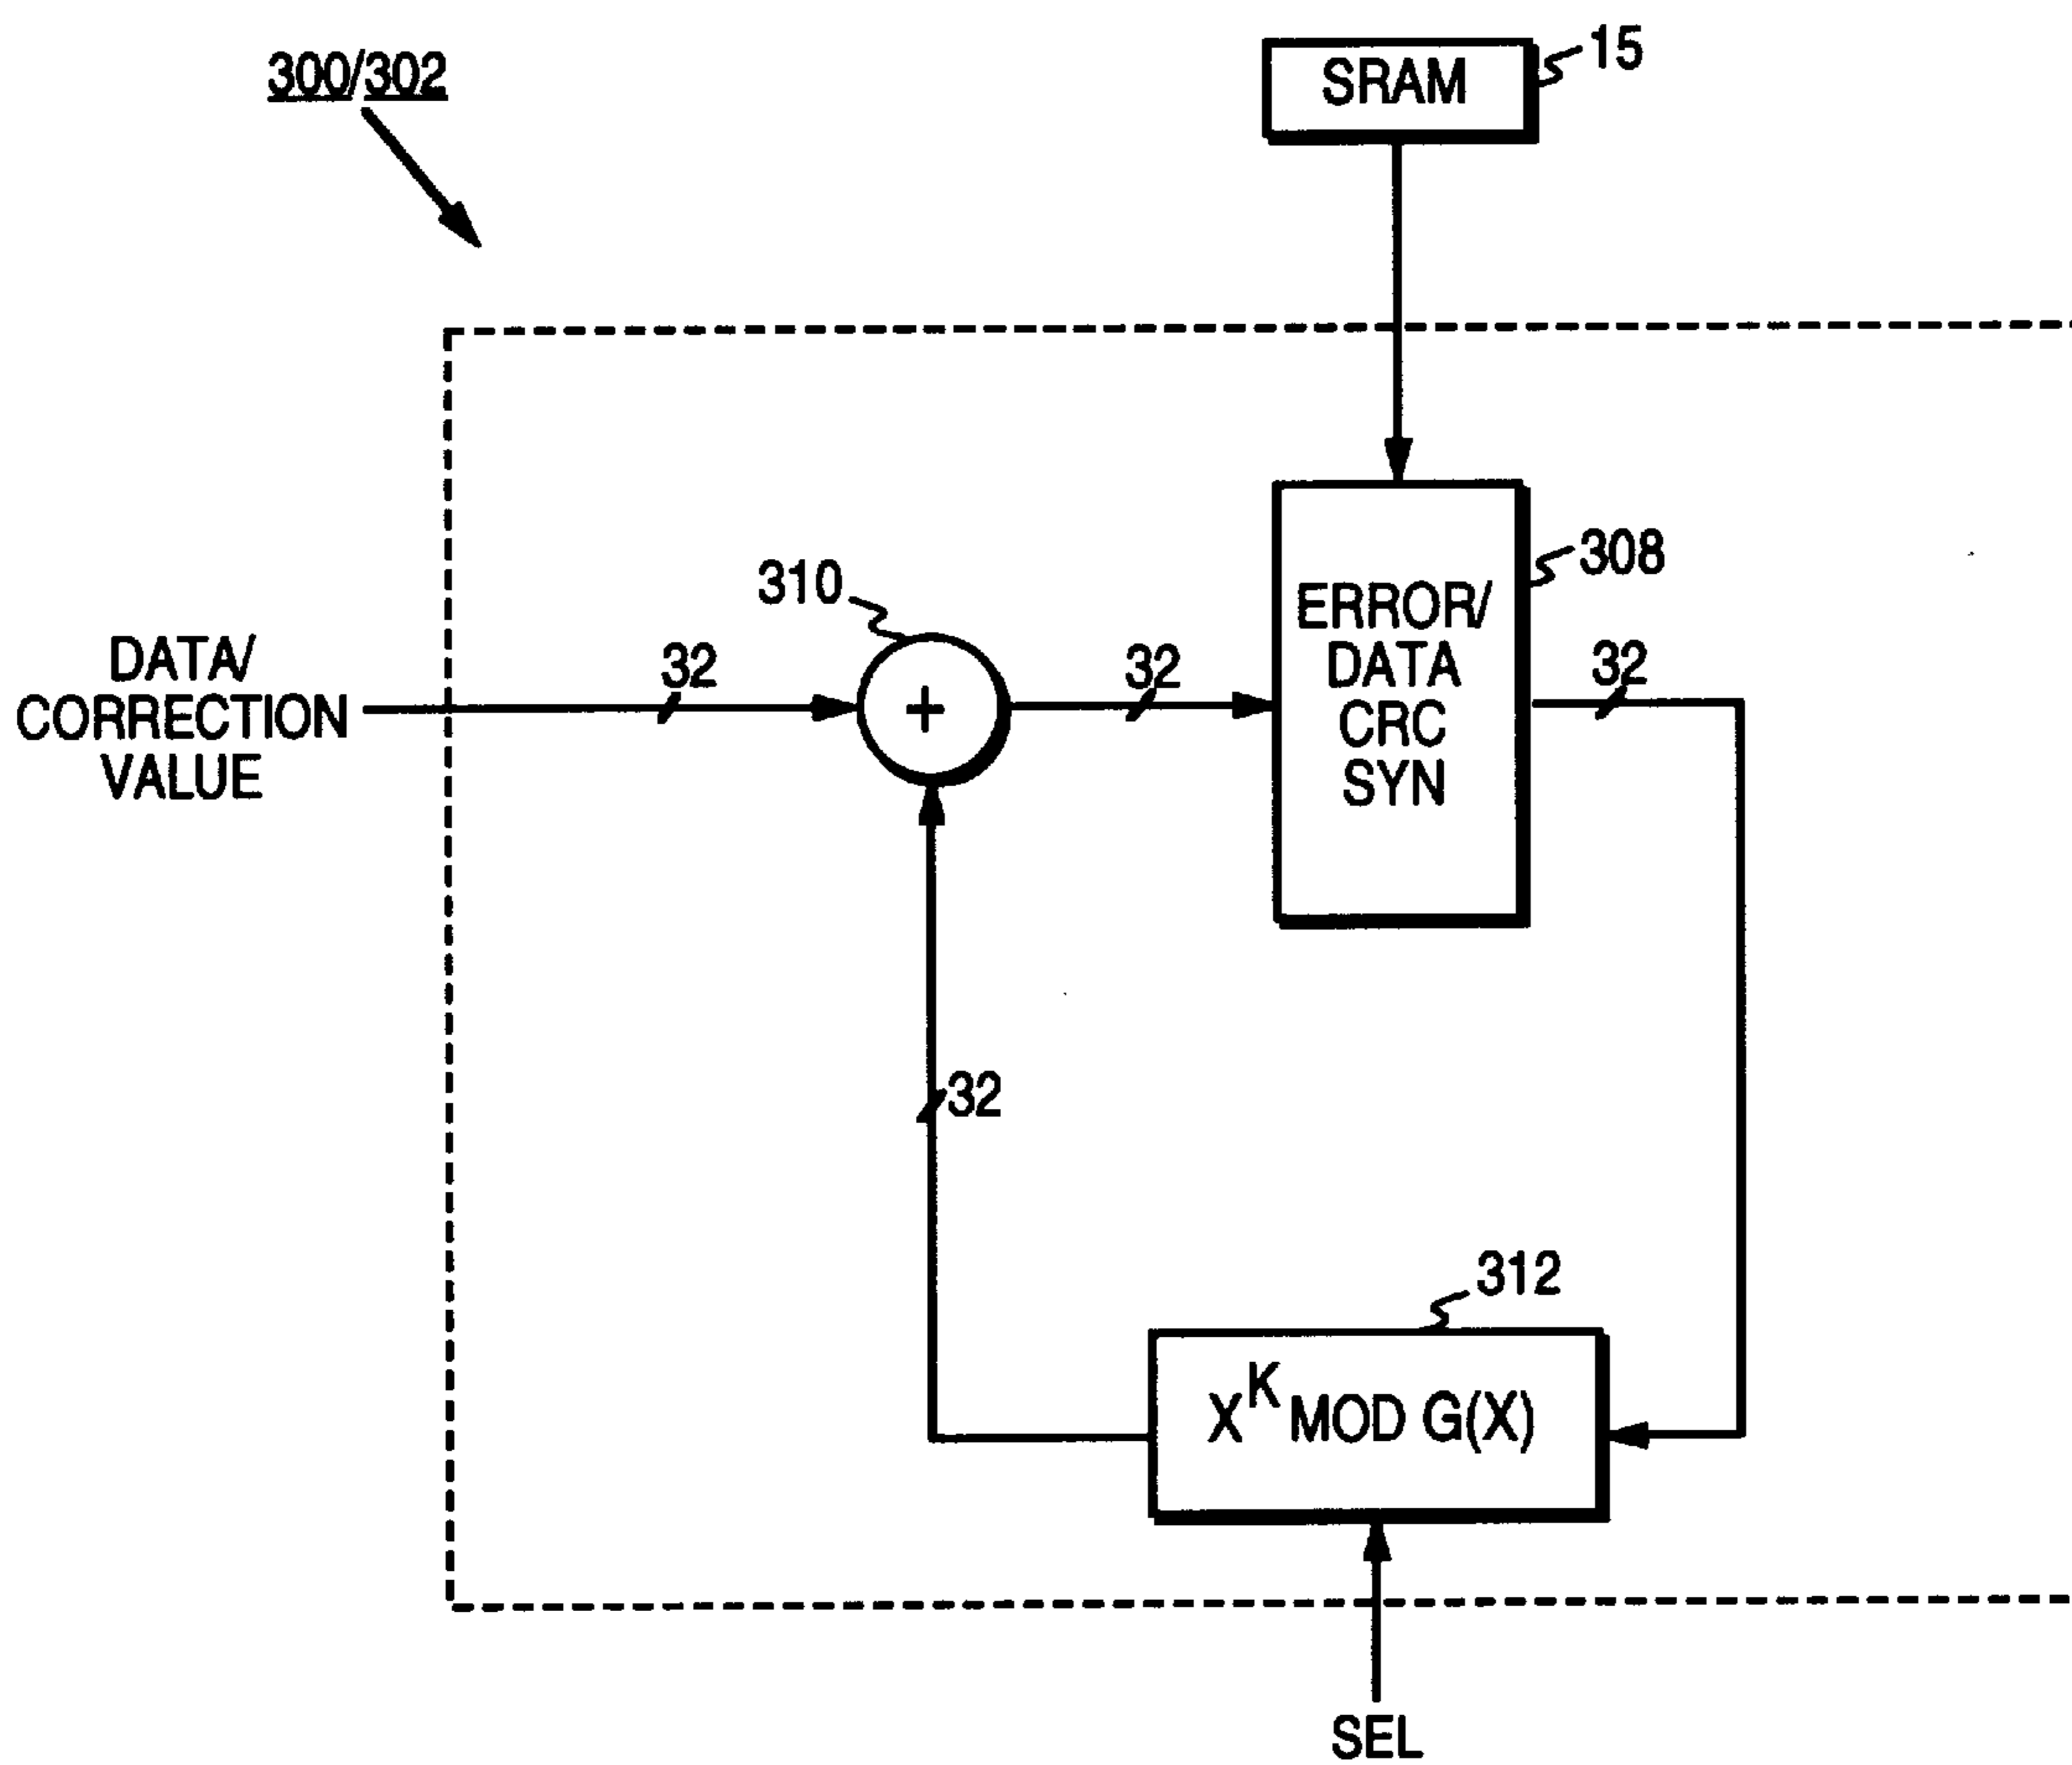 300/302
SRAM
15
308
310
ERROR/
DATA
CRC
SYN
DATA/
CORRECTION
VALUE
32
32
32
32
312
X^K MOD G(X)
+
SEL